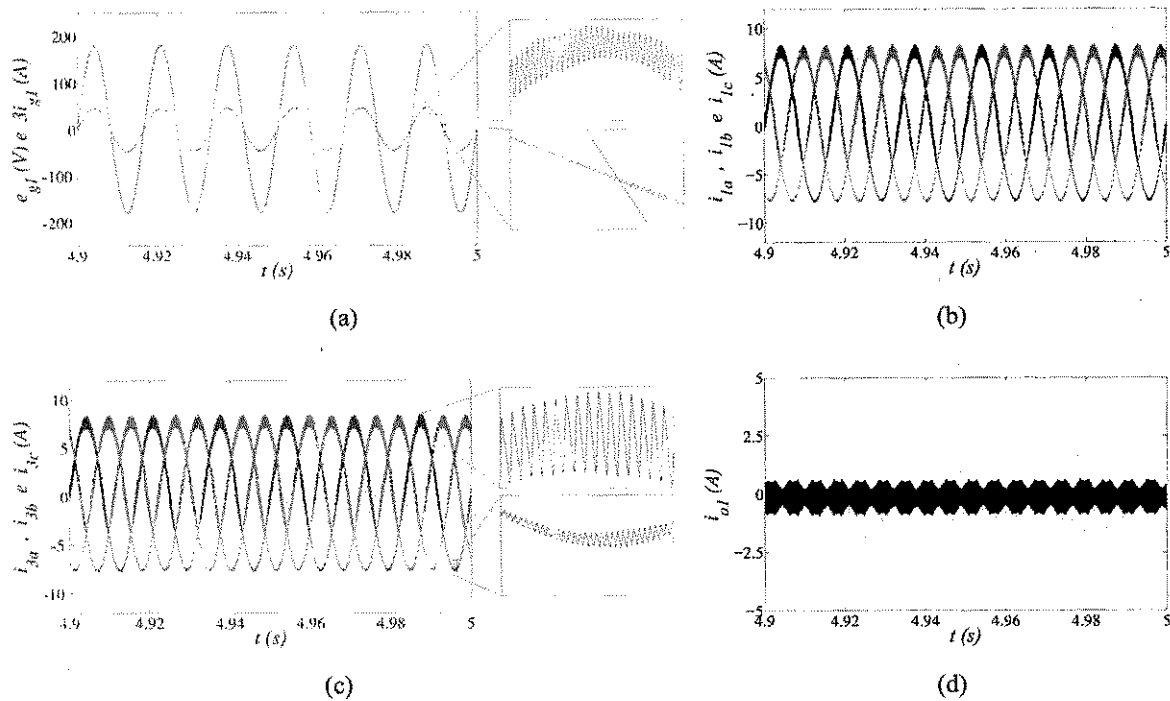 e_g1 (V) e 3i_g1 (A)
200
100
0
-100
-200
4.9 4.92 4.94 4.96 4.98 5
t (s)
(a)
i_1a , i_1b e i_1c (A)
10
5
0
−5
−10
4.9 4.92 4.94 4.96 4.98 5
t (s)
(b)
i_3a , i_3b e i_3c (A)
10
5
0
-5
-10
4.9 4.92 4.94 4.96 4.98 5
t (s)
(c)
i_o1 (A)
5
2.5
0
−2.5
−5
4.9 4.92 4.94 4.96 4.98 5
t (s)
(d)